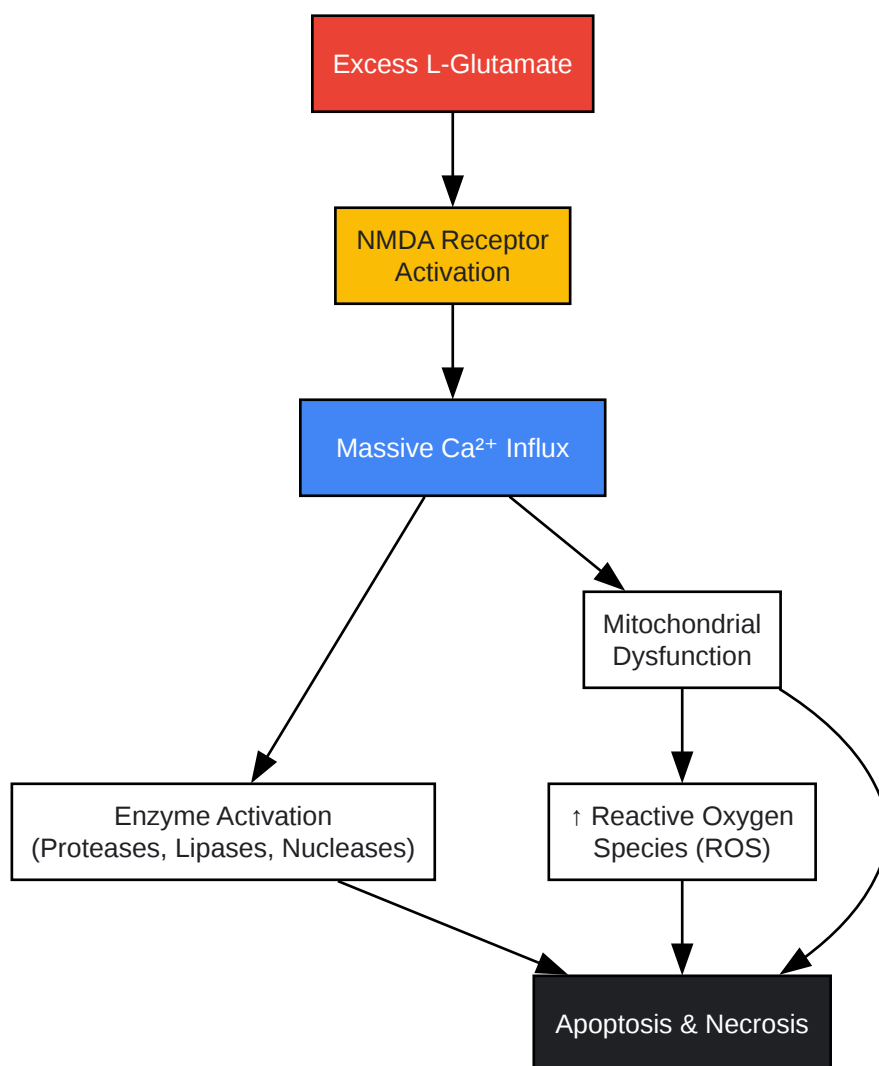 Excess L-Glutamate
NMDA Receptor
Activation
Massive Ca²⁺ Influx
Mitochondrial
Dysfunction
Enzyme Activation
(Proteases, Lipases, Nucleases)
↑ Reactive Oxygen
Species (ROS)
Apoptosis & Necrosis